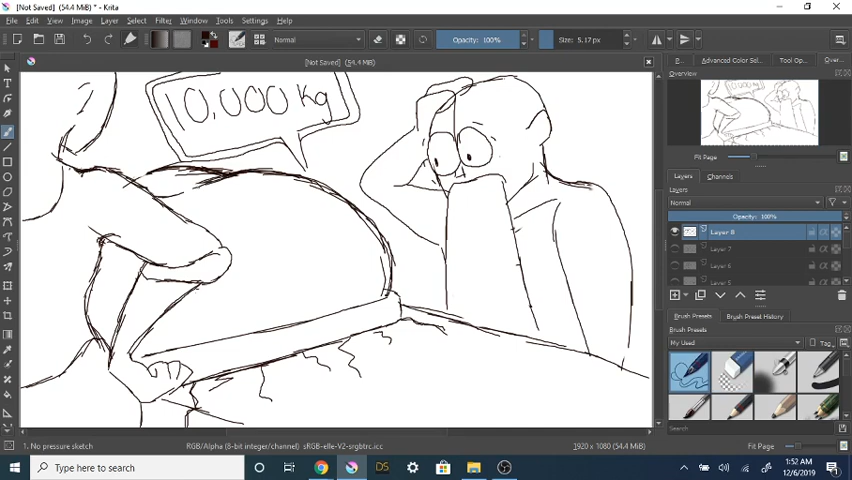 [Not Saved] (54.4 MiB) * - Krita
File Edit View Image Layer Select Filter Window Tools Settings Help
Normal
Opacity: 100%
Size: 5.17 px
[Not Saved] (54.4 MiB)
10,000 Kg
P...
Advanced Color Sel...
Tool Op...
Over...
Overview
Fit Page
Layers
Channels
Layers
Normal
Opacity: 100%
Layer 8
Layer 7
Layer 6
Layer 5
Brush Presets
Brush Preset History
Brush Presets
My Used
Tag
Search
1. No pressure sketch
RGB/Alpha (8-bit integer/channel) sRGB-elle-V2-srgbtrc.icc
1920 x 1080 (54.4 MiB)
Fit Page
Type here to search
DS
1:52 AM
12/6/2019